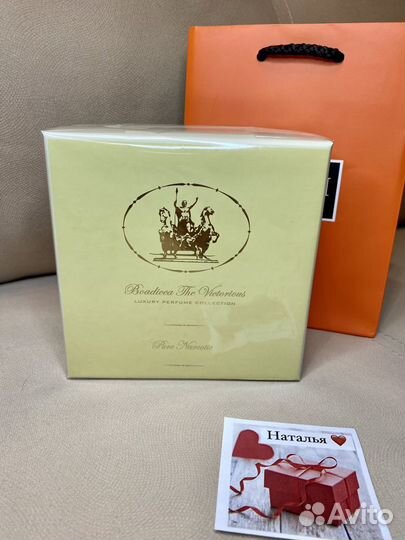 Boadicea The Victorious
LUXURY PERFUME COLLECTION
Pure Narcotic
Наталья
Avito